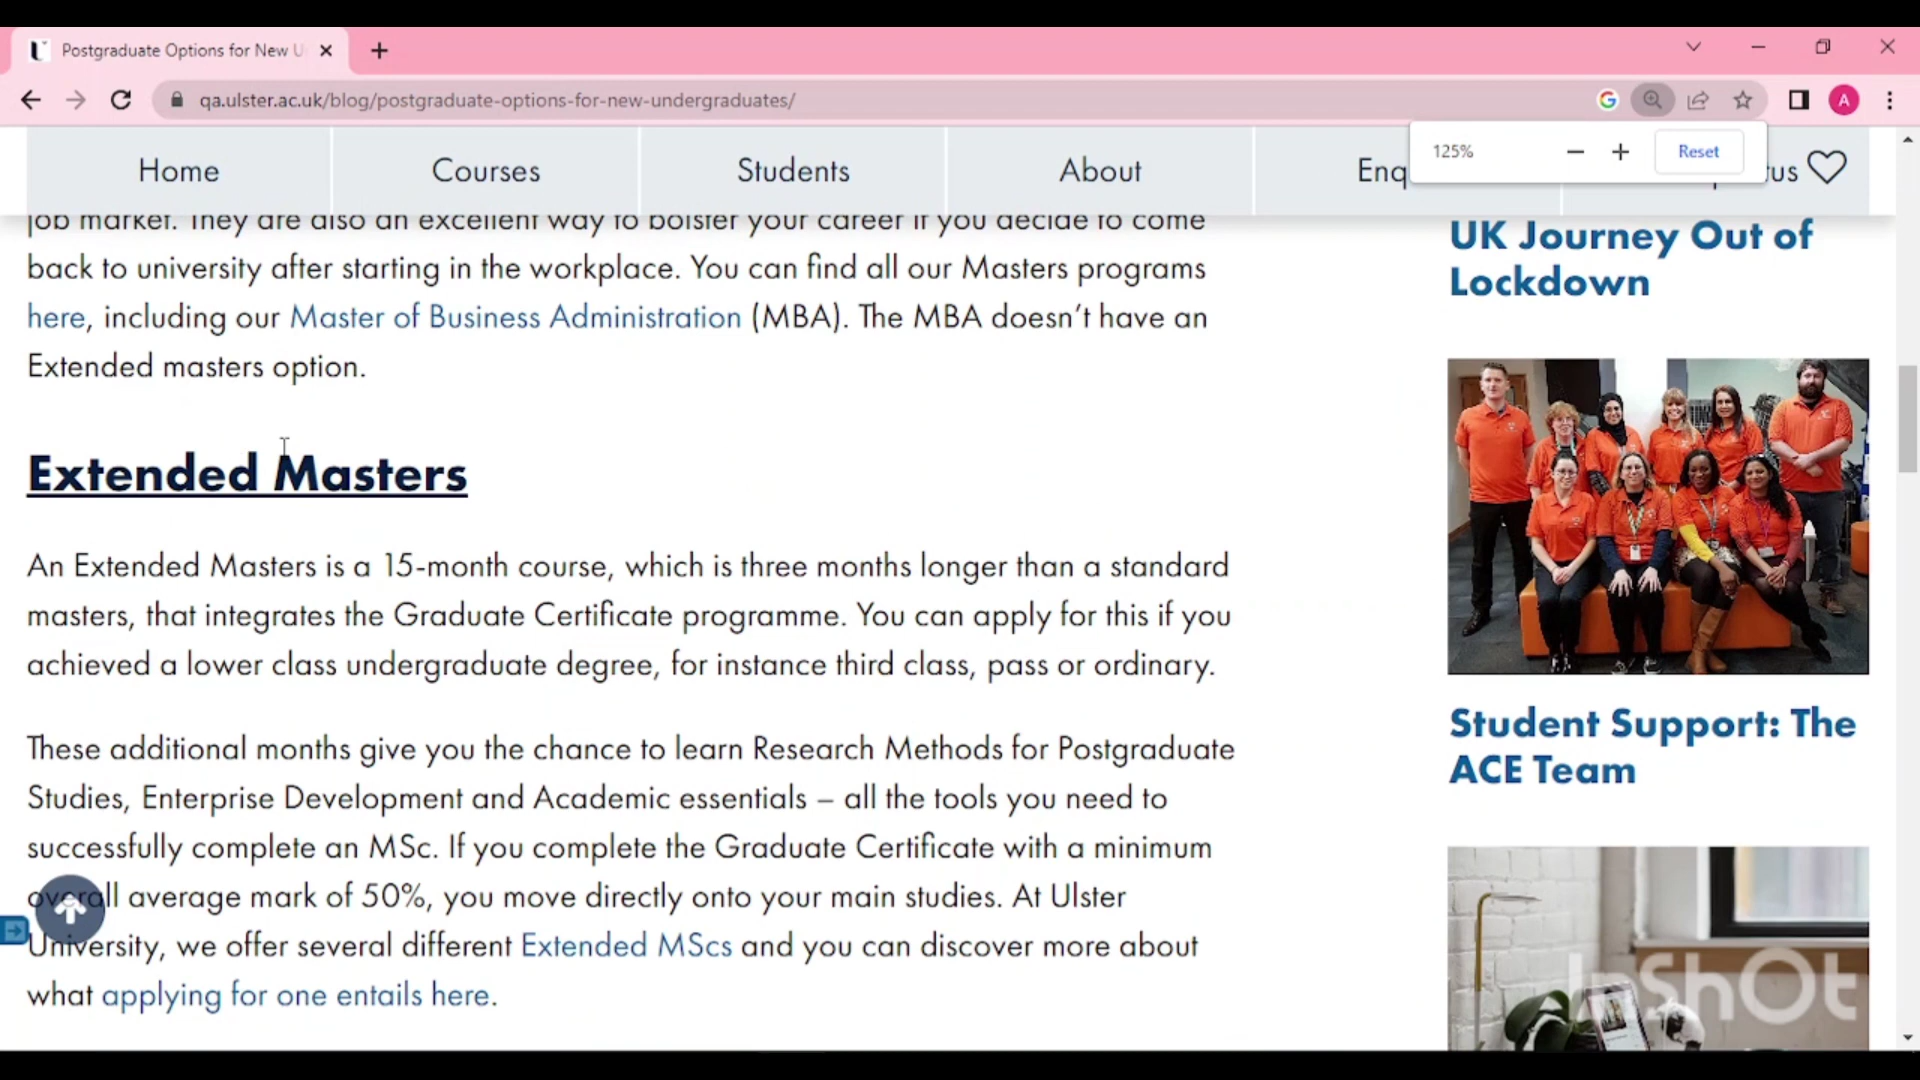 Postgraduate Options for New U
qa.ulster.ac.uk/blog/postgraduate-options-for-new-undergraduates/
A
125%
Reset
Home
Courses
Students
About
Enq
tus
job market. They are also an excellent way to bolster your career if you decide to come
back to university after starting in the workplace. You can find all our Masters programs
here, including our Master of Business Administration (MBA). The MBA doesn't have an
Extended masters option.
Extended Masters
An Extended Masters is a 15-month course, which is three months longer than a standard
masters, that integrates the Graduate Certificate programme. You can apply for this if you
achieved a lower class undergraduate degree, for instance third class, pass or ordinary.
These additional months give you the chance to learn Research Methods for Postgraduate
Studies, Enterprise Development and Academic essentials – all the tools you need to
successfully complete an MSc. If you complete the Graduate Certificate with a minimum
overall average mark of 50%, you move directly onto your main studies. At Ulster
University, we offer several different Extended MScs and you can discover more about
what applying for one entails here.
UK Journey Out of
Lockdown
Student Support: The
ACE Team
InShOt